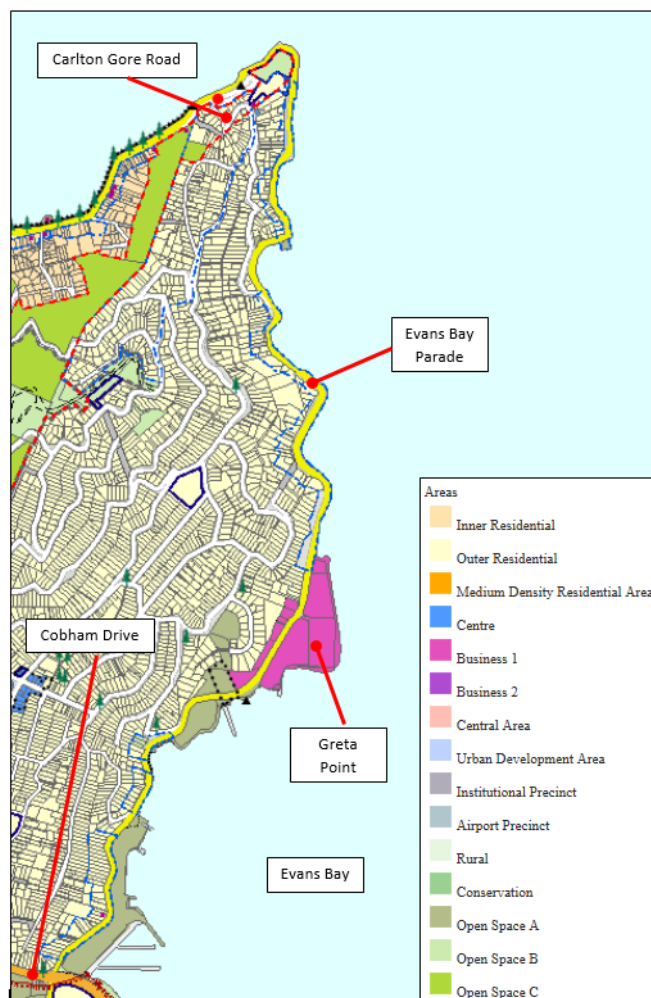 Carlton Gore Road
Evans Bay
Parade
Cobham Drive
Greta
Point
Evans Bay
Areas
Inner Residential
Outer Residential
Medium Density Residential Area
Centre
Business 1
Business 2
Central Area
Urban Development Area
Institutional Precinct
Airport Precinct
Rural
Conservation
Open Space A
Open Space B
Open Space C